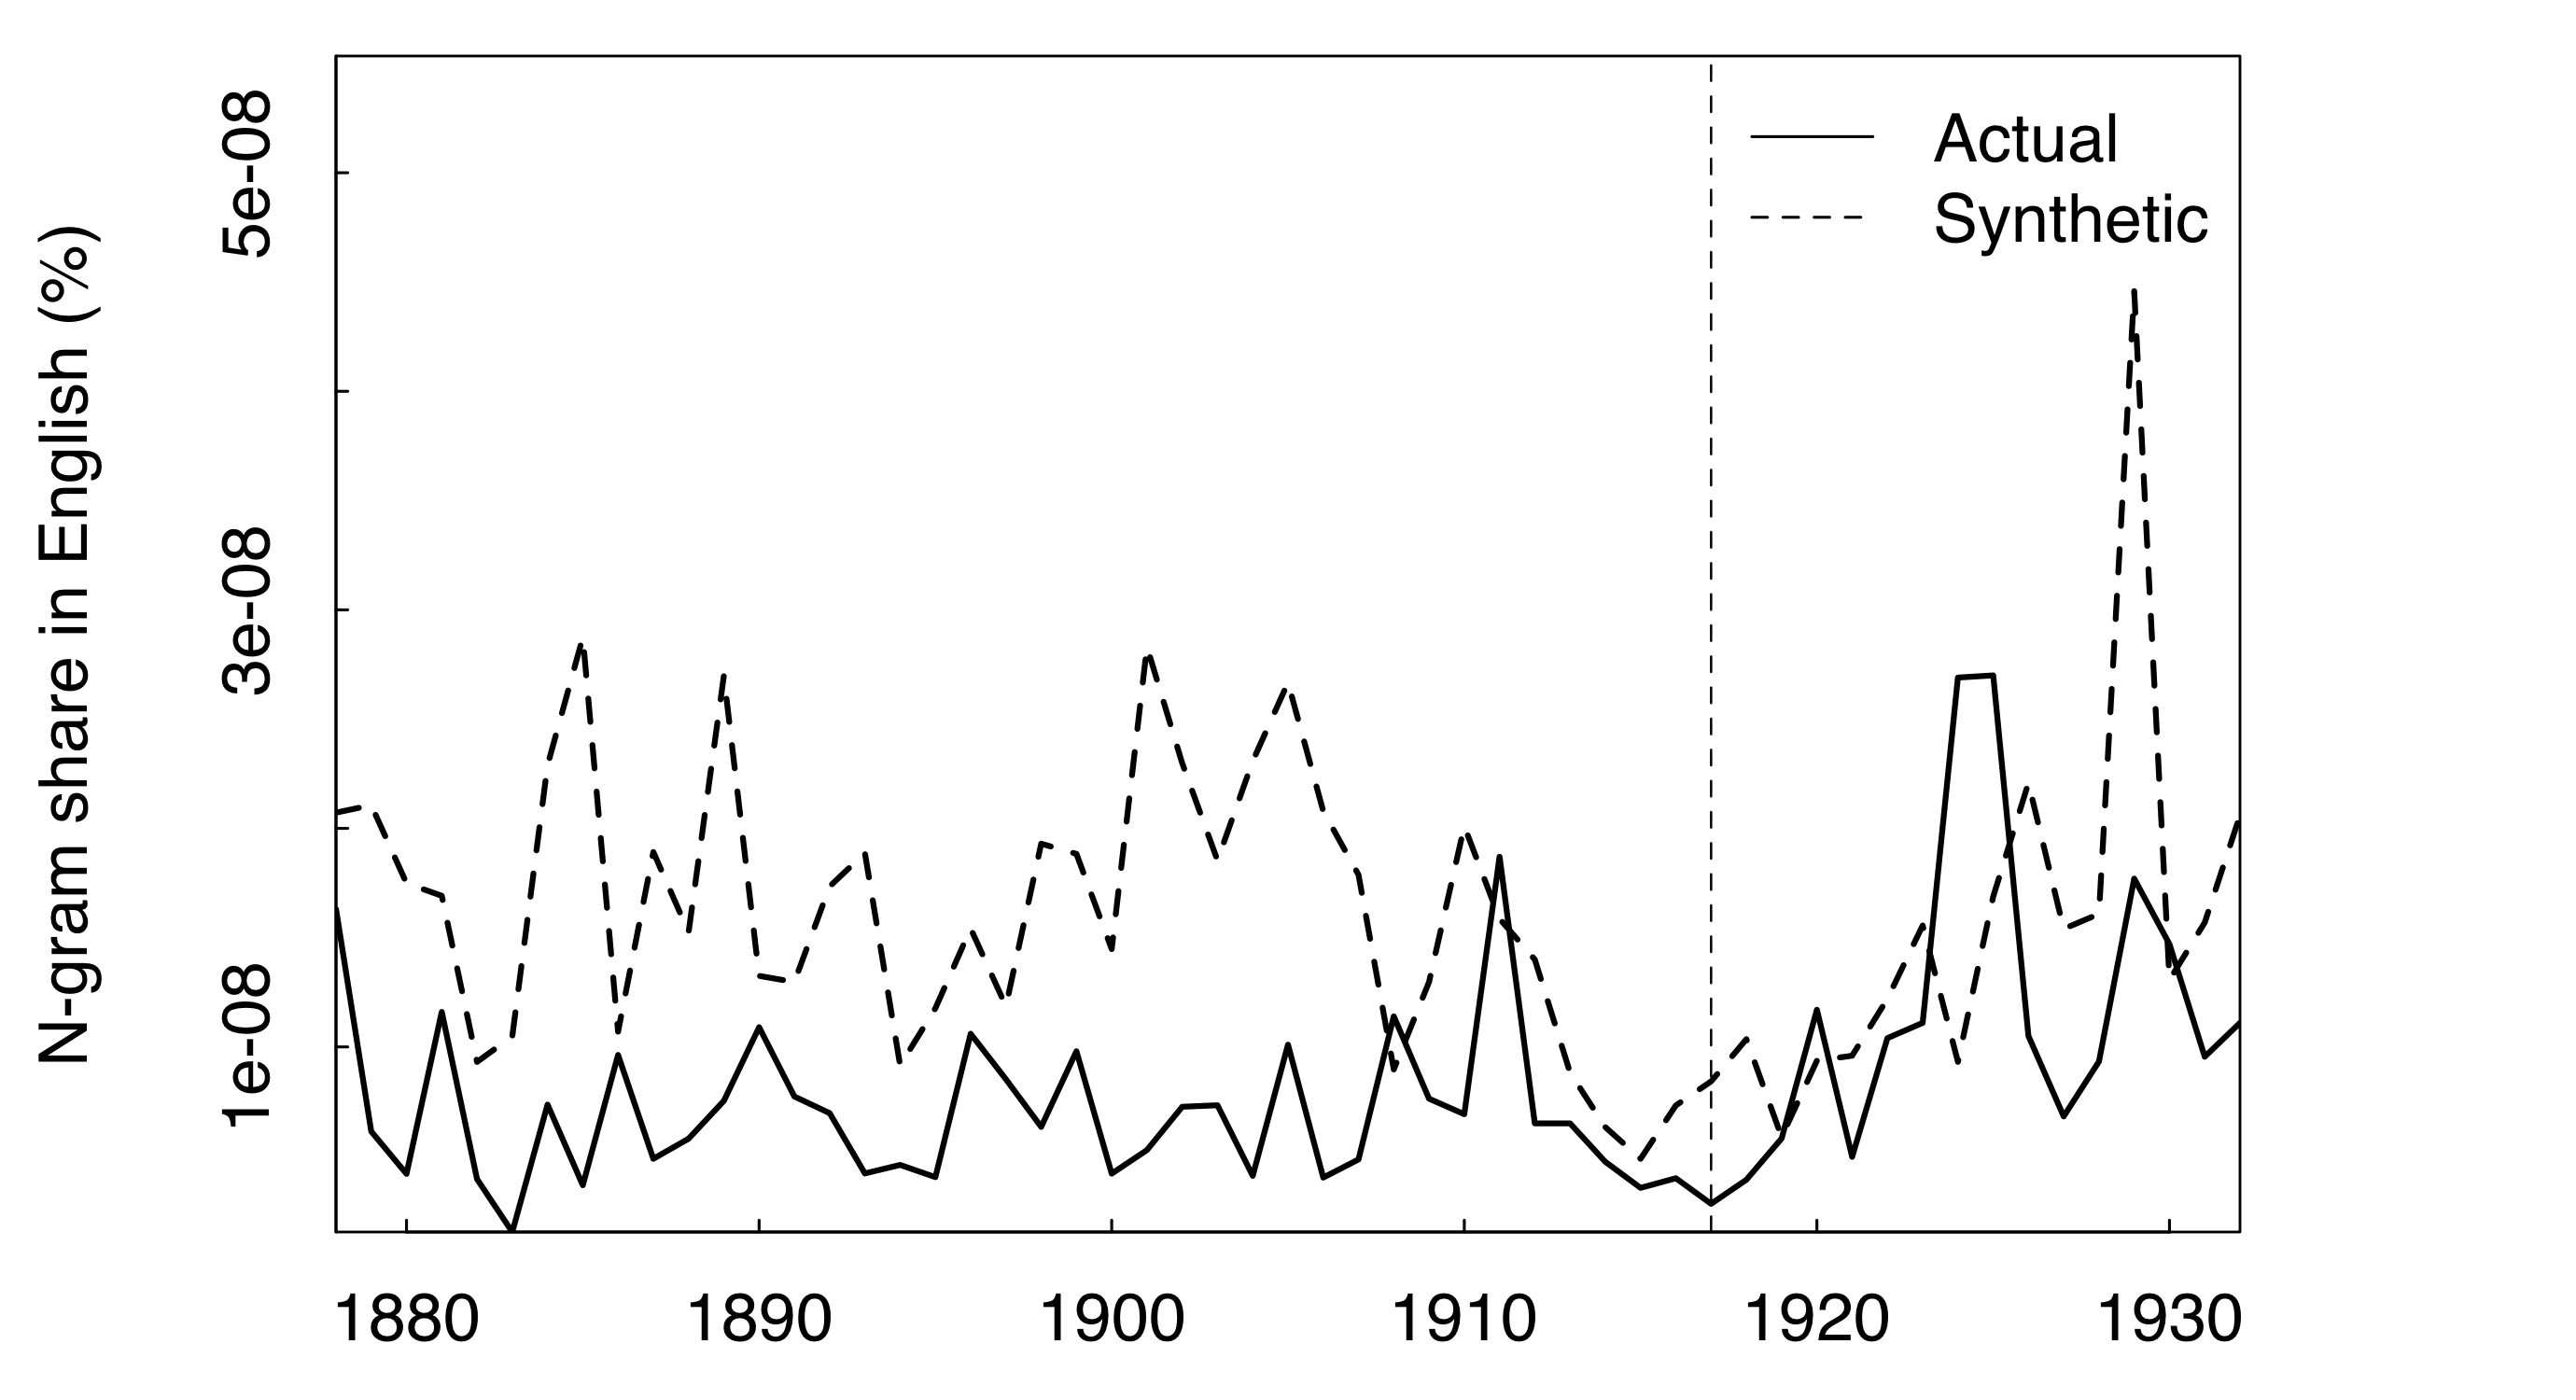 N-gram share in English (%)
5e-08
3e-08
1e-08
Actual
Synthetic
1880 1890 1900 1910 1920 1930